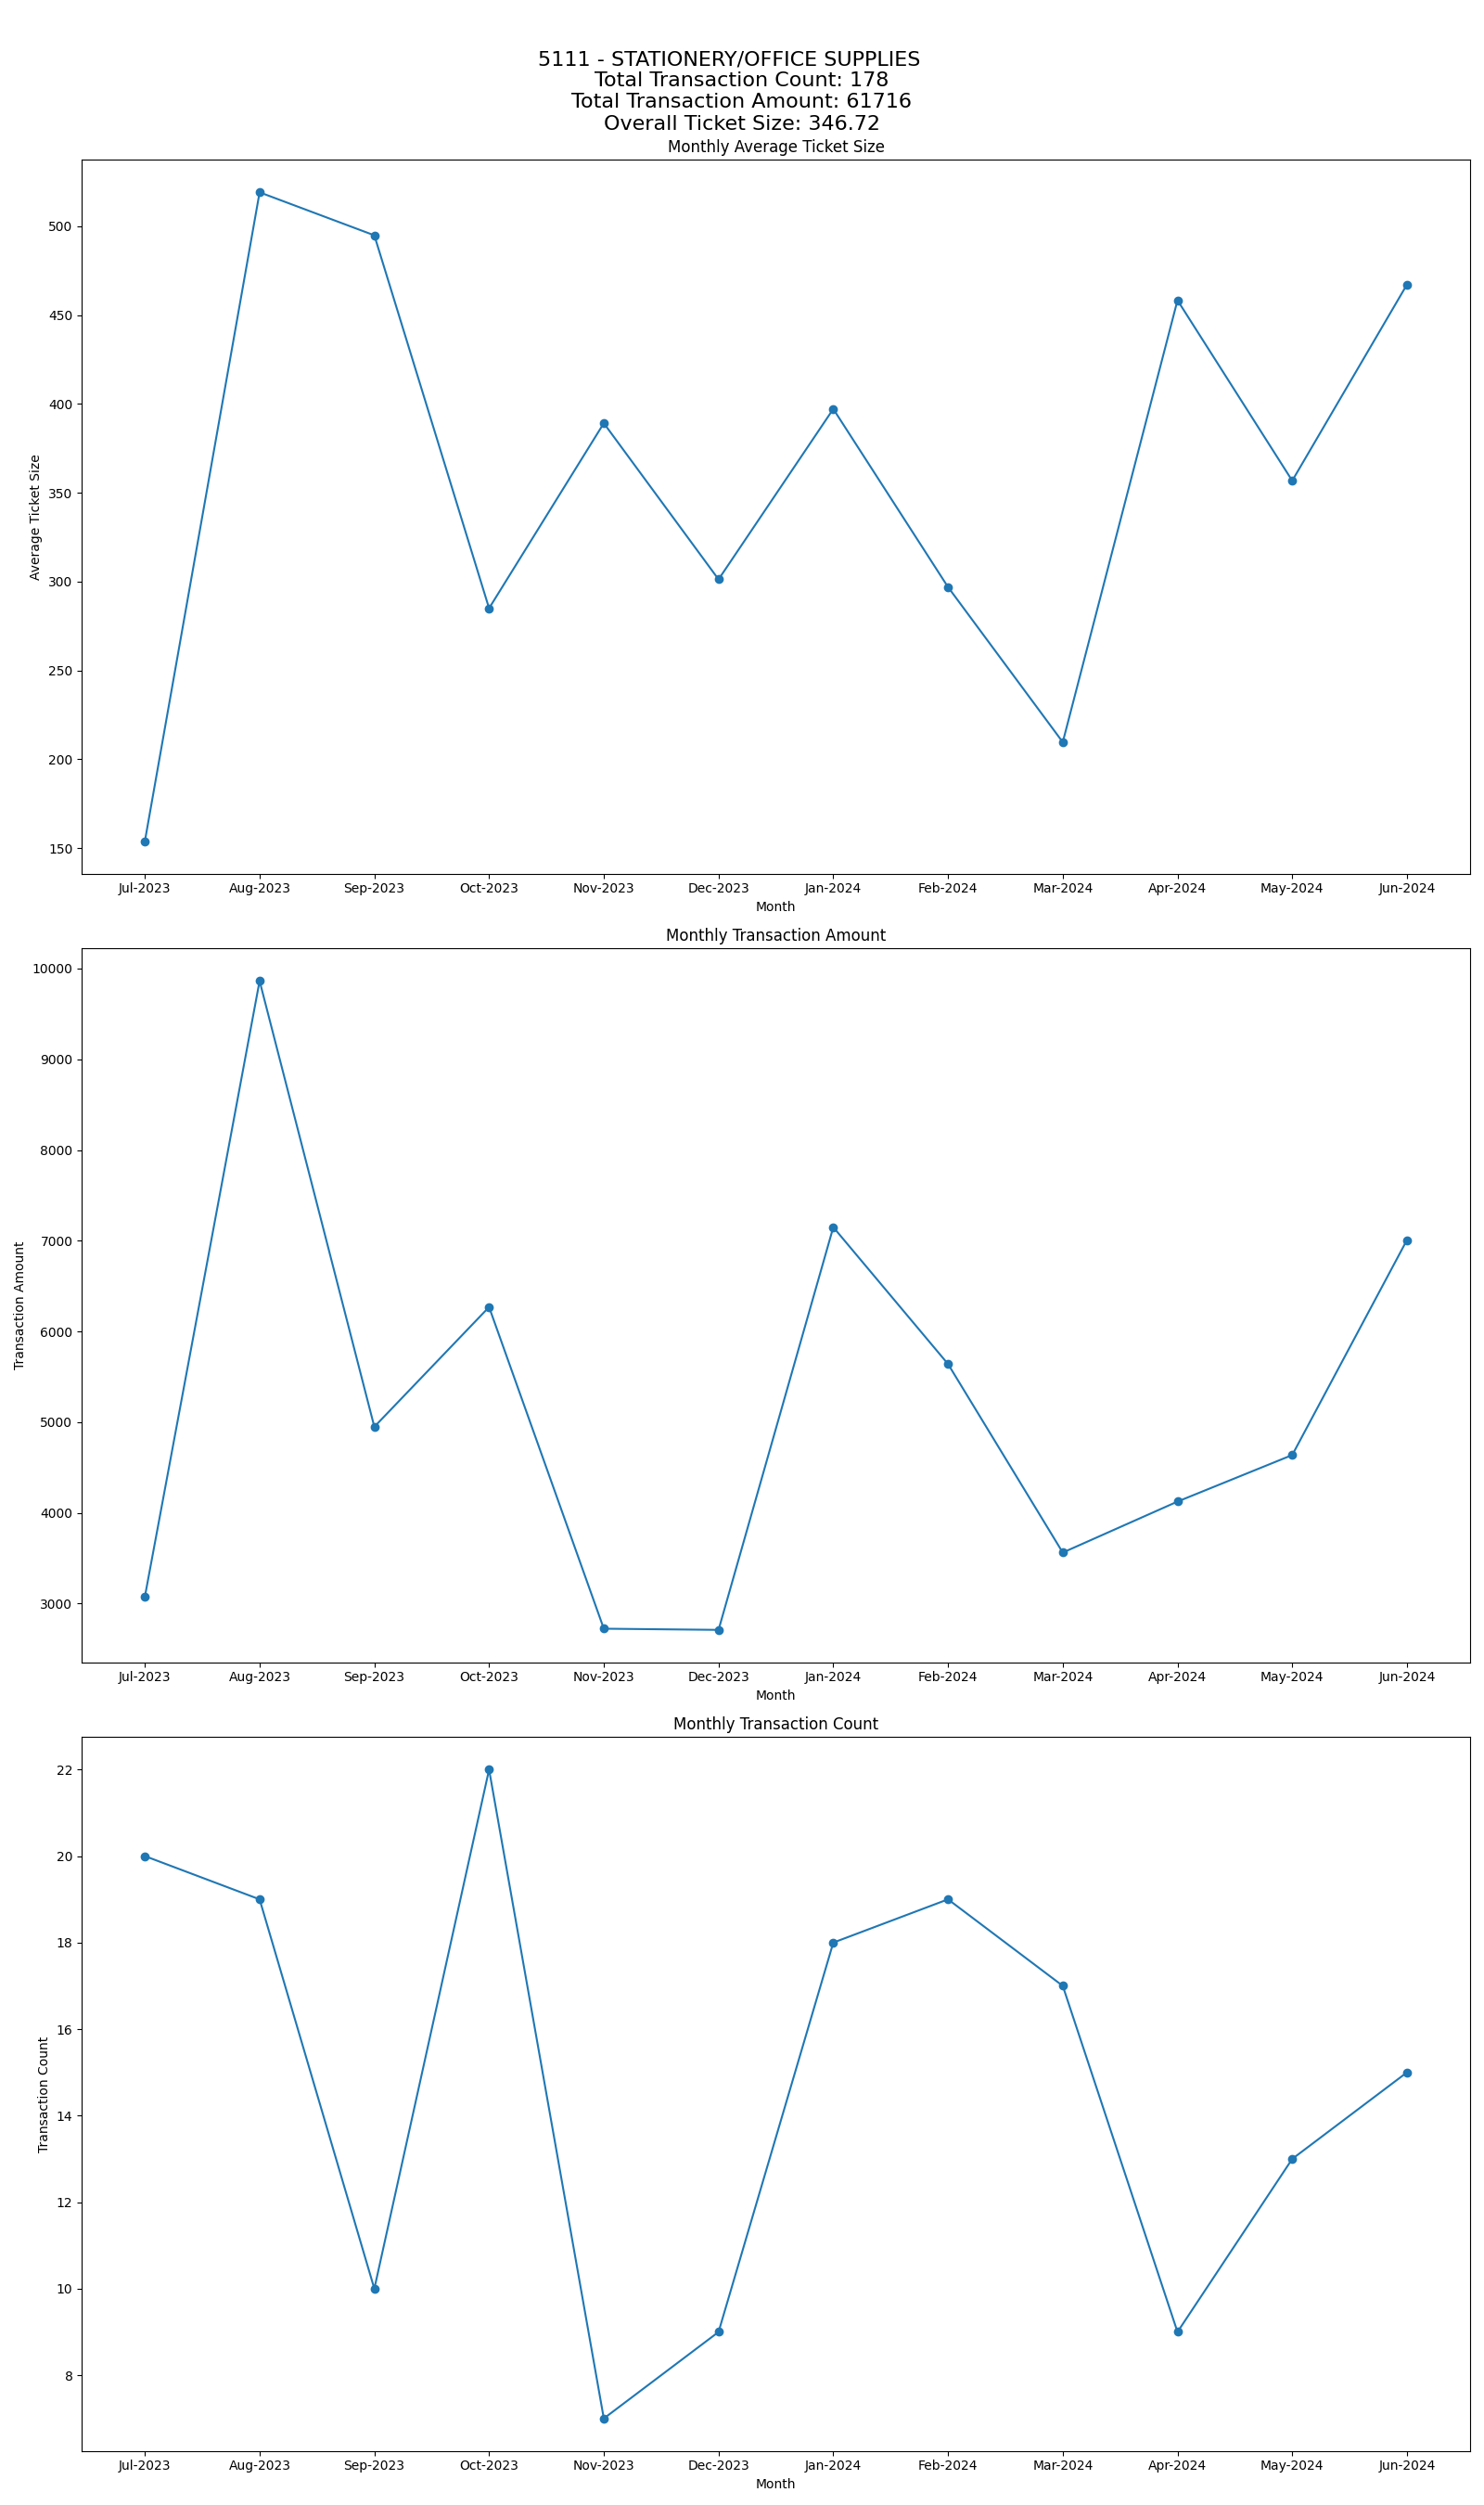 5111 - STATIONERY/OFFICE SUPPLIES
Total Transaction Count: 178
Total Transaction Amount: 61716
Overall Ticket Size: 346.72
Monthly Average Ticket Size
Average Ticket Size
500
450
400
350
300
250
200
150
Jul-2023 Aug-2023 Sep-2023 Oct-2023 Nov-2023 Dec-2023 Jan-2024 Feb-2024 Mar-2024 Apr-2024 May-2024 Jun-2024
Month
Monthly Transaction Amount
Transaction Amount
10000
9000
8000
7000
6000
5000
4000
3000
Jul-2023 Aug-2023 Sep-2023 Oct-2023 Nov-2023 Dec-2023 Jan-2024 Feb-2024 Mar-2024 Apr-2024 May-2024 Jun-2024
Month
Monthly Transaction Count
Transaction Count
22
20
18
16
14
12
10
8
Jul-2023 Aug-2023 Sep-2023 Oct-2023 Nov-2023 Dec-2023 Jan-2024 Feb-2024 Mar-2024 Apr-2024 May-2024 Jun-2024
Month